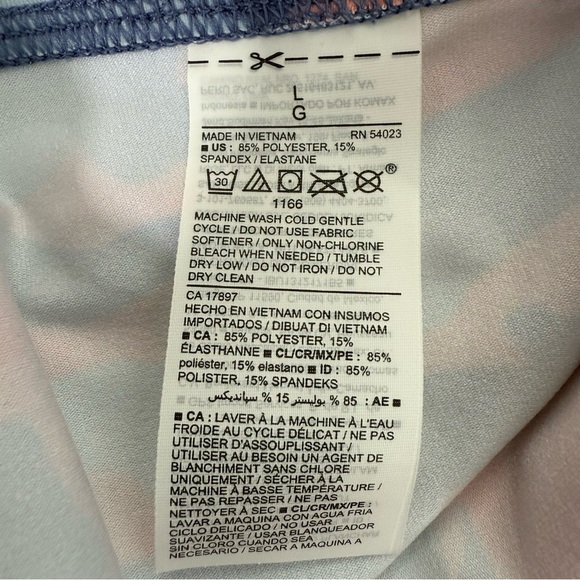 L
G
MADE IN VIETNAM RN 54023
■ US : 85% POLYESTER, 15%
SPANDEX / ELASTANE
30 ®
1166
MACHINE WASH COLD GENTLE
CYCLE / DO NOT USE FABRIC
SOFTENER / ONLY NON-CHLORINE
BLEACH WHEN NEEDED / TUMBLE
DRY LOW / DO NOT IRON / DO NOT
DRY CLEAN
CA 17897
HECHO EN VIETNAM CON INSUMOS
IMPORTADOS / DIBUAT DI VIETNAM
■ CA : 85% POLYESTER, 15%
ÉLASTHANNE ■ CL/CR/MX/PE : 85%
poliéster, 15% elastano ■ ID : 85%
POLISTER, 15% SPANDEKS
■ AE : 85 % بوليستر 15 % سپاندیکس
■ CA : LAVER À LA MACHINE À L'EAU
FROIDE AU CYCLE DÉLICAT / NE PAS
UTILISER D'ASSOUPLISSANT /
UTILISER AU BESOIN UN AGENT DE
BLANCHIMENT SANS CHLORE
UNIQUEMENT / SÉCHER À LA
MACHINE À BASSE TEMPÉRATURE /
NE PAS REPASSER / NE PAS
NETTOYER À SEC ■ CL/CR/MX/PE :
LAVAR A MAQUINA CON AGUA FRIA
CICLO DELICADO / NO USAR
SUAVIZANTE / USAR BLANQUEADOR
SIN CLORO CUANDO SEA
NECESARIO / SECAR A MAQUINA A